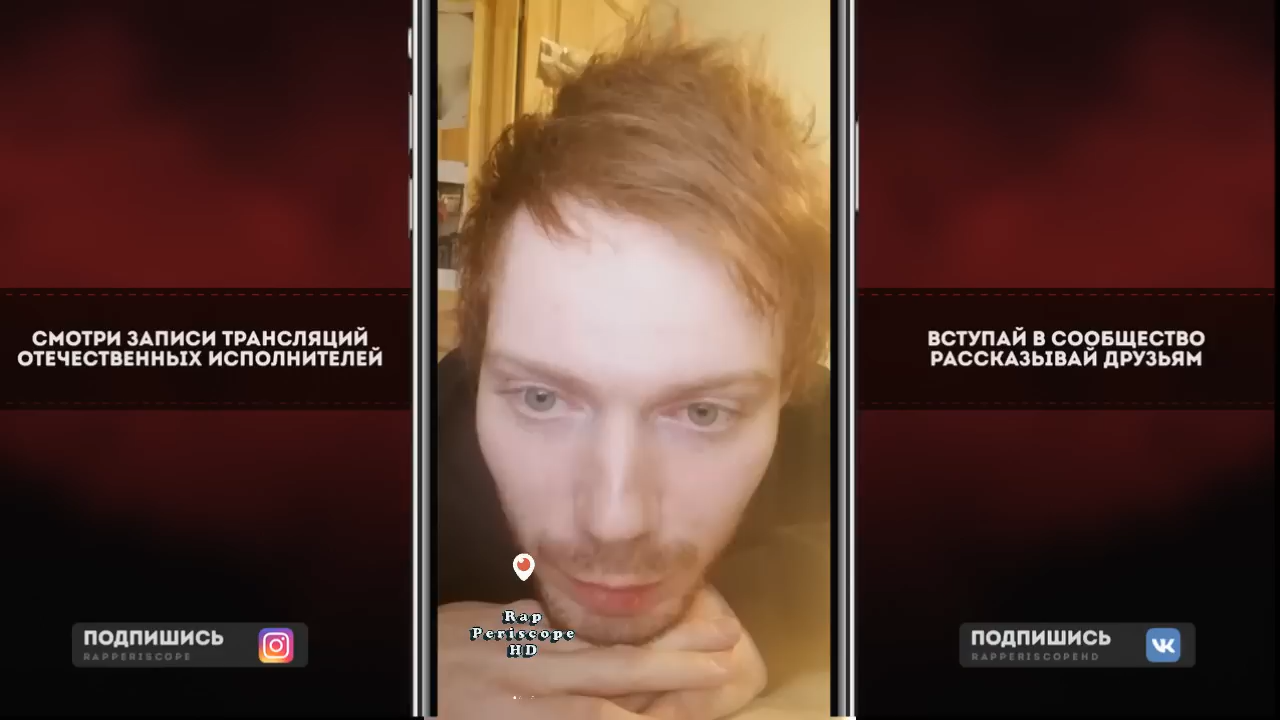 СМОТРИ ЗАПИСИ ТРАНСЛЯЦИЙ
ОТЕЧЕСТВЕННЫХ ИСПОЛНИТЕЛЕЙ
ВСТУПАЙ В СООБЩЕСТВО
РАССКАЗЫВАЙ ДРУЗЬЯМ
Rap
Periscope
HD
ПОДПИШИСЬ
RAPPERISCOPE
ПОДПИШИСЬ
RAPPERISCOPEHD